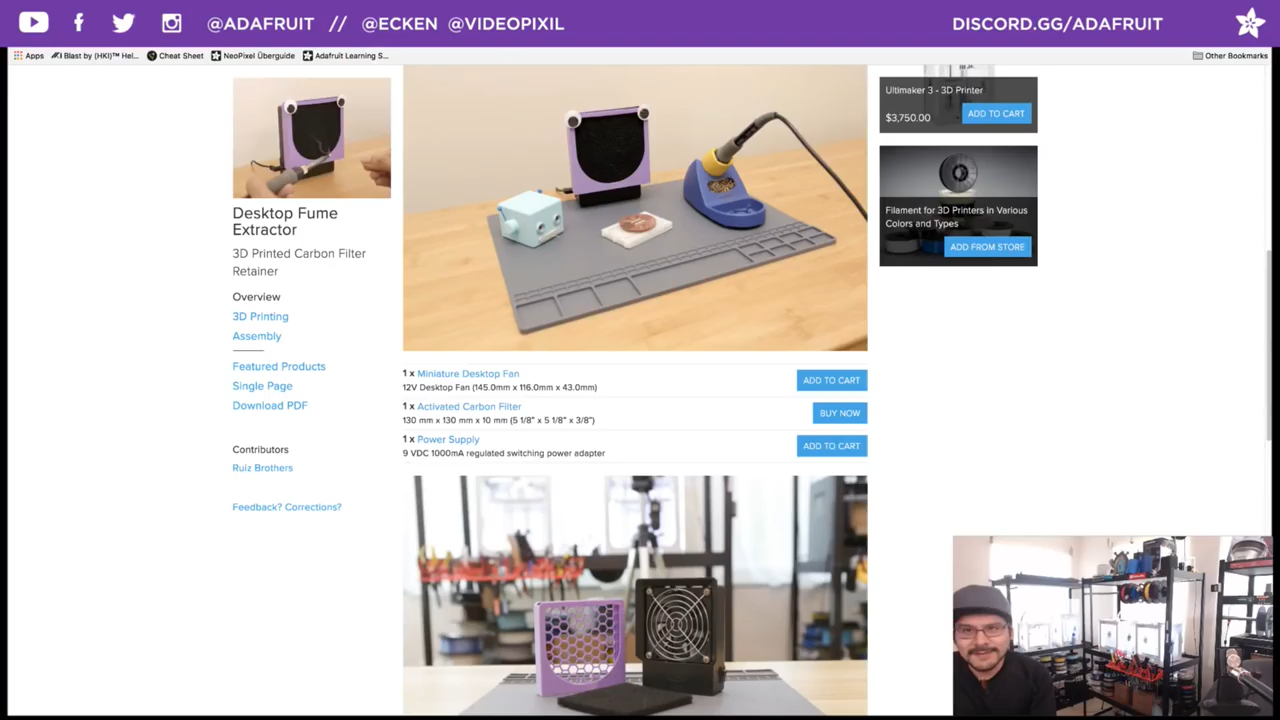 @ADAFRUIT // @ECKEN @VIDEOPIXIL
DISCORD.GG/ADAFRUIT
Apps
Blast by (HKI)™ Hel...
Cheat Sheet
NeoPixel Überguide
Adafruit Learning S...
Other Bookmarks
Desktop Fume
Extractor
3D Printed Carbon Filter
Retainer
Overview
3D Printing
Assembly
Featured Products
Single Page
Download PDF
Contributors
Ruiz Brothers
Feedback? Corrections?
1 x Miniature Desktop Fan
12V Desktop Fan (145.0mm x 116.0mm x 43.0mm)
ADD TO CART
1 x Activated Carbon Filter
130 mm x 130 mm x 10 mm (5 1/8" x 5 1/8" x 3/8")
BUY NOW
1 x Power Supply
9 VDC 1000mA regulated switching power adapter
ADD TO CART
Ultimaker 3 - 3D Printer
$3,750.00
ADD TO CART
Filament for 3D Printers in Various
Colors and Types
ADD FROM STORE